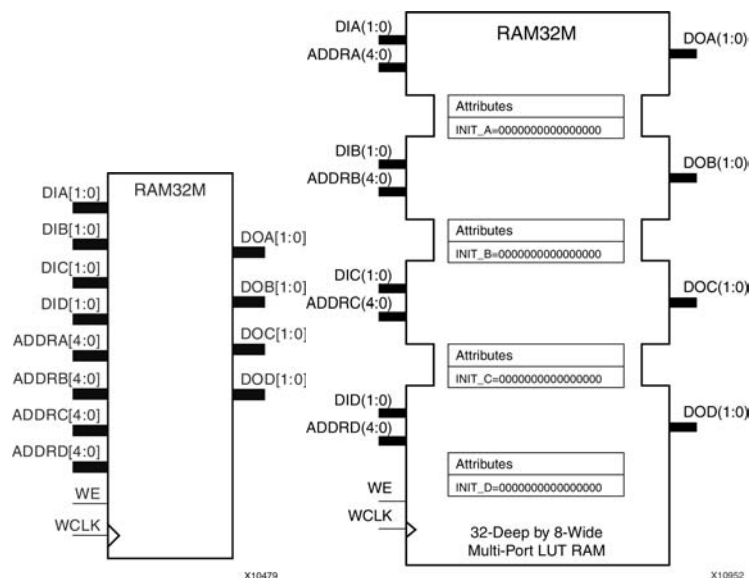 RAM32M
DIA[1:0]
DIB[1:0]
DIC[1:0]
DID[1:0]
ADDRA[4:0]
ADDRB[4:0]
ADDRC[4:0]
ADDRD[4:0]
WE
WCLK
DOA[1:0]
DOB[1:0]
DOC[1:0]
DOD[1:0]
X10479
RAM32M
DIA(1:0)
ADDRA(4:0)
DOA(1:0)
Attributes
INIT_A=0000000000000000
DIB(1:0)
ADDRB(4:0)
DOB(1:0)
Attributes
INIT_B=0000000000000000
DIC(1:0)
ADDRC(4:0)
DOC(1:0)
Attributes
INIT_C=0000000000000000
DID(1:0)
ADDRD(4:0)
DOD(1:0)
Attributes
INIT_D=0000000000000000
WE
WCLK
32-Deep by 8-Wide
Multi-Port LUT RAM
X10952